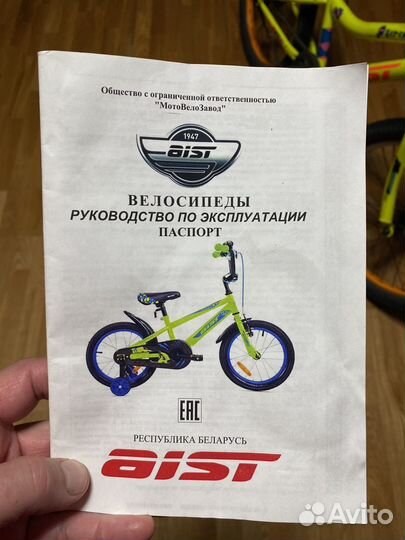 Общество с ограниченной ответственностью
"МотоВелоЗавод"
1947
aist
ВЕЛОСИПЕДЫ
РУКОВОДСТВО ПО ЭКСПЛУАТАЦИИ
ПАСПОРТ
EAC
РЕСПУБЛИКА БЕЛАРУСЬ
aist
Avito